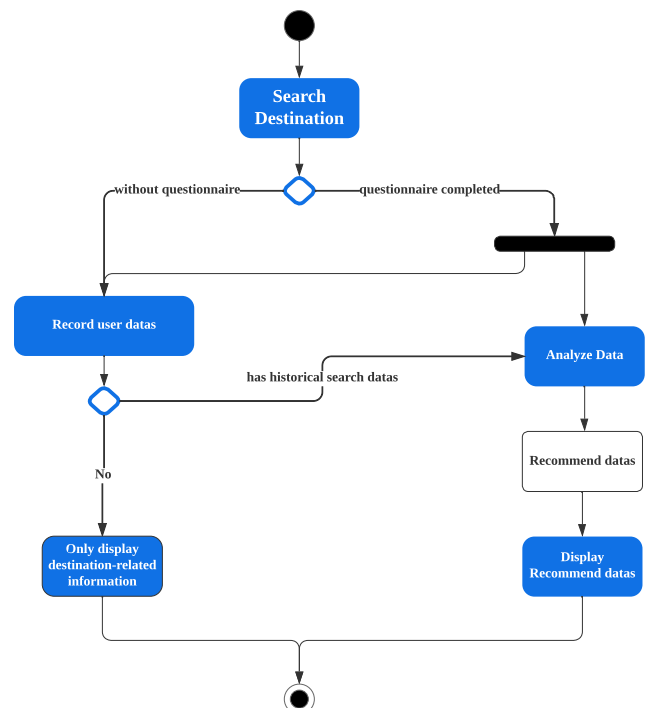 Search
Destination
without questionnaire
questionnaire completed
Record user datas
Analyze Data
has historical search datas
Recommend datas
No
Only display
destination-related
information
Display
Recommend datas